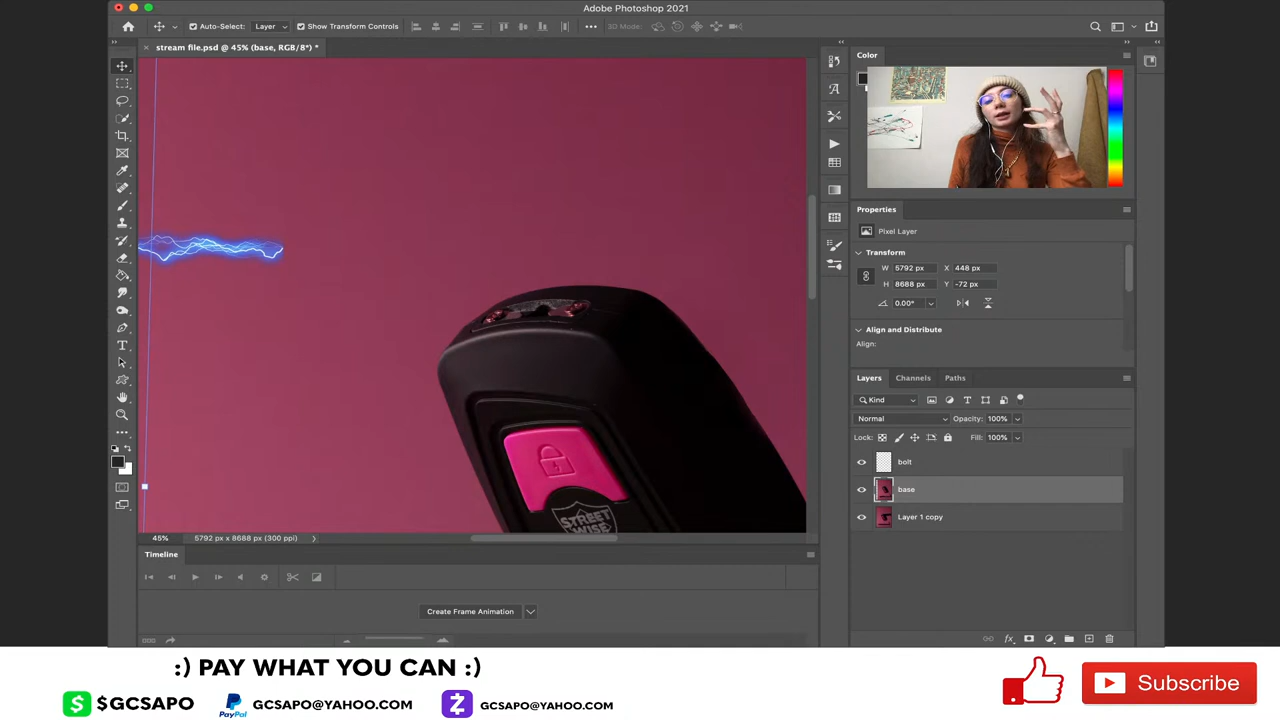 Adobe Photoshop 2021
Auto-Select: Layer Show Transform Controls 3D Mode:
stream file.psd @ 45% (base, RGB/8*) *
Color
Properties
Pixel Layer
Transform
W 5792 px X 448 px
H 8688 px Y -72 px
0.00°
Align and Distribute
Align:
Layers Channels Paths
Kind
Normal Opacity: 100%
Lock: Fill: 100%
bolt
base
Layer 1 copy
STREET
WISE
45% 5792 px x 8688 px (300 ppi)
Timeline
Create Frame Animation
:) PAY WHAT YOU CAN :)
$GCSAPO
PayPal
GCSAPO@YAHOO.COM
GCSAPO@YAHOO.COM
Subscribe